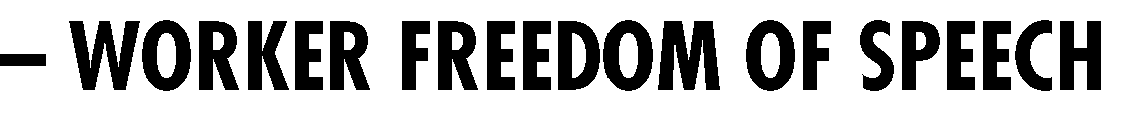 – WORKER FREEDOM OF SPEECH